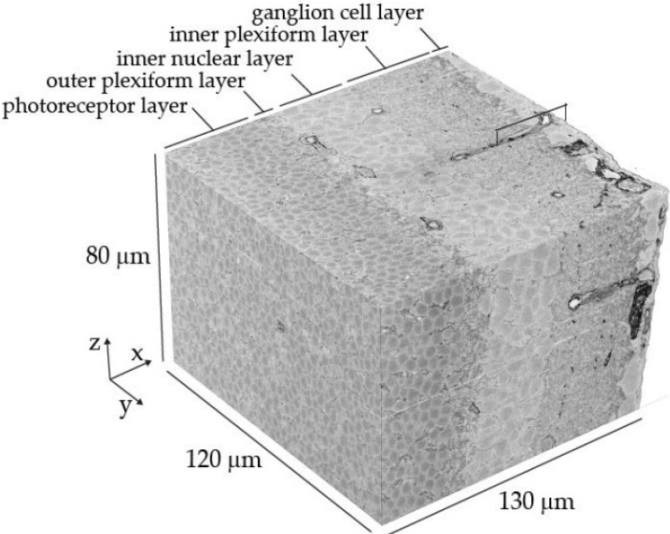 ganglion cell layer
inner plexiform layer
inner nuclear layer
outer plexiform layer
photoreceptor layer
80 μm
z
x
y
120 μm
130 μm